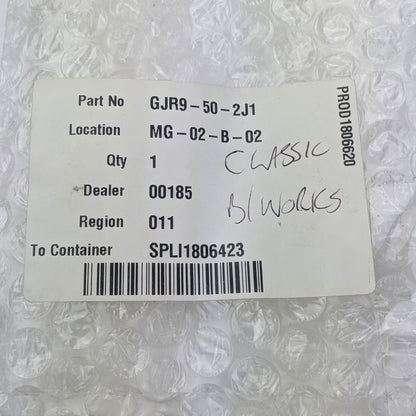 Part No GJR9-50-2J1
Location MG-02-B-02
Qty 1
Dealer 00185
Region 011
To Container SPLI1806423
CLASSIC
B/WORKS
PROD1806620